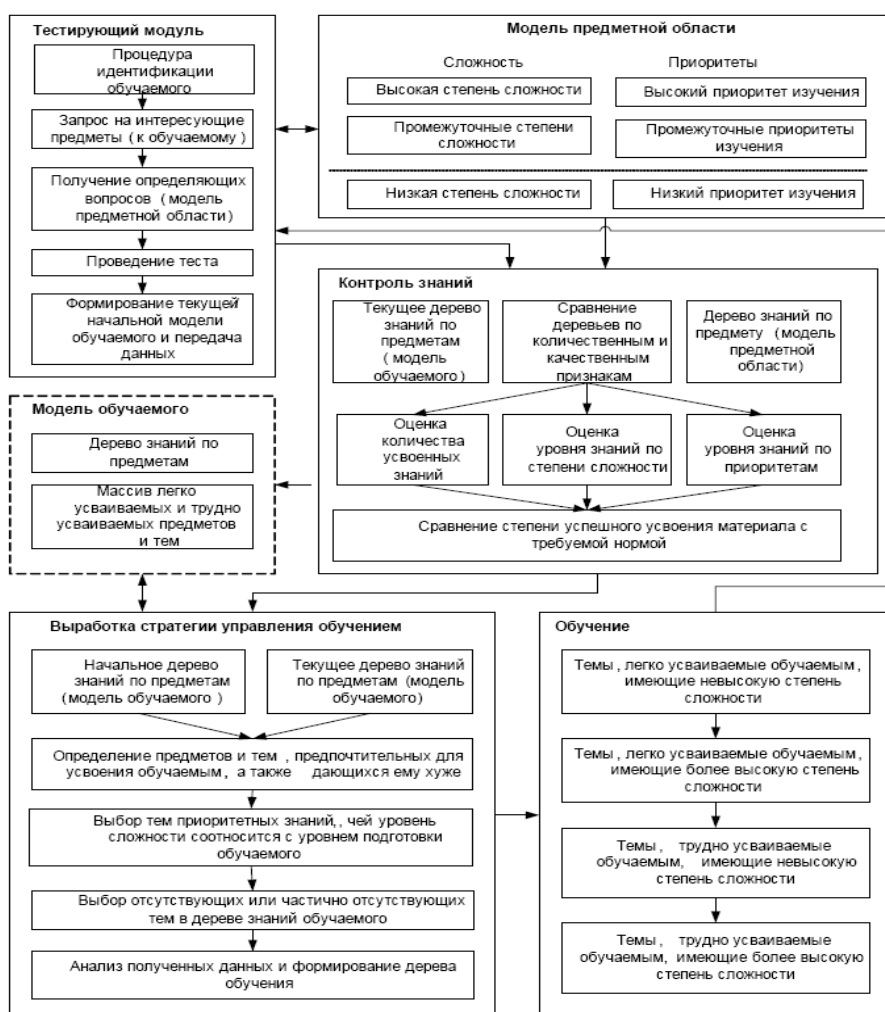 Тестирующий модуль
Процедура
идентификации
обучаемого
Запрос на интересующие
предметы (к обучаемому )
Получение определяющих
вопросов (модель
предметной области)
Проведение теста
Формирование текущей
начальной модели
обучаемого и передача
данных
Модель предметной области
Сложность
Приоритеты
Высокая степень сложности
Высокий приоритет изучения
Промежуточные степени
сложности
Промежуточные приоритеты
изучения
Низкая степень сложности
Низкий приоритет изучения
Контроль знаний
Текущее дерево
знаний по
предметам
( модель
обучаемого )
Сравнение
деревьев по
количественным и
качественным
признакам
Дерево знаний по
предмету (модель
предметной
области)
Оценка
количества
усвоенных
знаний
Оценка
уровня знаний по
степени сложности
Оценка
уровня знаний по
приоритетам
Сравнение степени успешного усвоения материала с
требуемой нормой
Модель обучаемого
Дерево знаний по
предметам
Массив легко
усваиваемых и трудно
усваиваемых предметов
и тем
Выработка стратегии управления обучением
Начальное дерево
знаний по предметам
(модель обучаемого )
Текущее дерево знаний
по предметам (модель
обучаемого)
Определение предметов и тем , предпочтительных для
усвоения обучаемым, а также дающихся ему хуже
Выбор тем приоритетных знаний,, чей уровень
сложности соотносится с уровнем подготовки
обучаемого
Выбор отсутствующих или частично отсутствующих
тем в дереве знаний обучаемого
Анализ полученных данных и формирование дерева
обучения
Обучение
Темы , легко усваиваемые обучаемым ,
имеющие невысокую степень
сложности
Темы , легко усваиваемые обучаемым,
имеющие более высокую степень
сложности
Темы , трудно усваиваемые
обучаемым, имеющие невысокую
степень сложности
Темы , трудно усваиваемые
обучаемым, имеющие более высокую
степень сложности